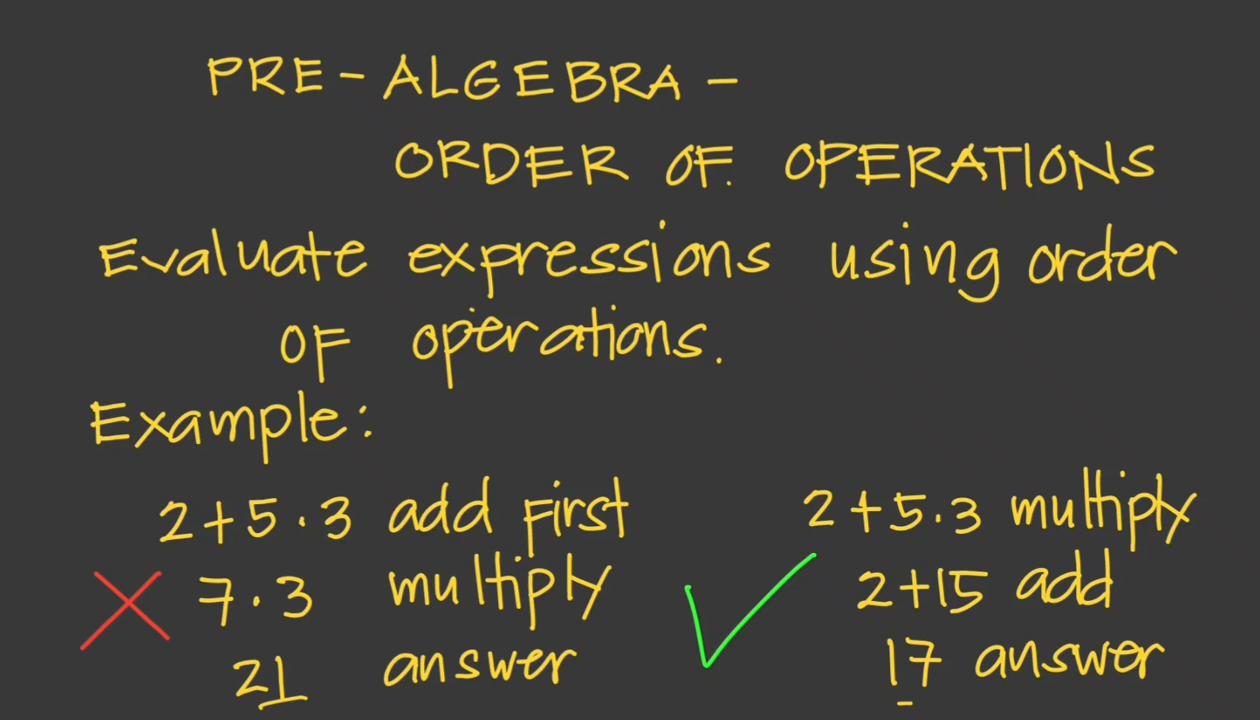 PRE-ALGEBRA-
ORDER OF OPERATIONS
Evaluate expressions using order
OF operations.
Example:
2+5·3 add First
7·3 multiply
21 answer
2+5·3 multiply
2+15 add
17 answer